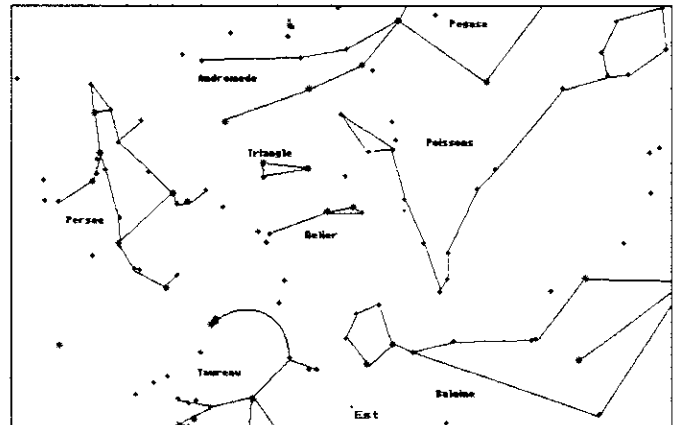 Pegase
Andromede
Triangle
Poissons
Persee
Belier
Taureau
Baleine
Est